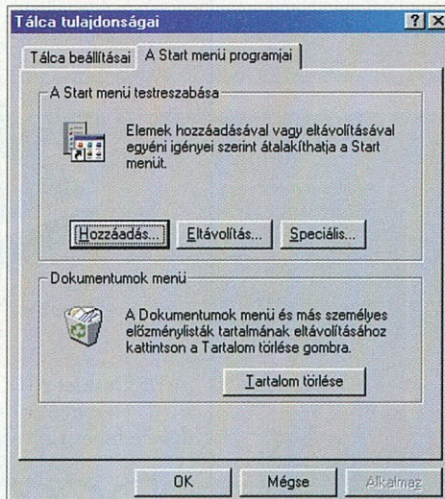 Tálca tulajdonságai
Tálca beállításai
A Start menü programjai
A Start menü testreszabása
Elemek hozzáadásával vagy eltávolításával
egyéni igényei szerint átalakíthatja a Start
menüt.
Hozzáadás...
Eltávolítás...
Speciális...
Dokumentumok menü
A Dokumentumok menü és más személyes
előzménylisták tartalmának eltávolításához
kattintson a Tartalom törlése gombra.
Tartalom törlése
OK
Mégse
Alkalmaz